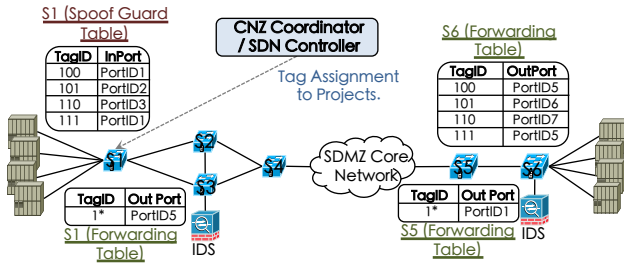 S1 (Spoof Guard
Table)
TagID InPort
100 PortID1
101 PortID2
110 PortID3
111 PortID1
CNZ Coordinator
/ SDN Controller
Tag Assignment
to Projects.
S6 (Forwarding
Table)
TagID OutPort
100 PortID5
101 PortID6
110 PortID7
111 PortID5
S1
S2
S3
S4
SDMZ Core
Network
S5
S6
TagID Out Port
1* PortID5
S1 (Forwarding
Table)
IDS
TagID Out Port
1* PortID1
S5 (Forwarding
Table)
IDS